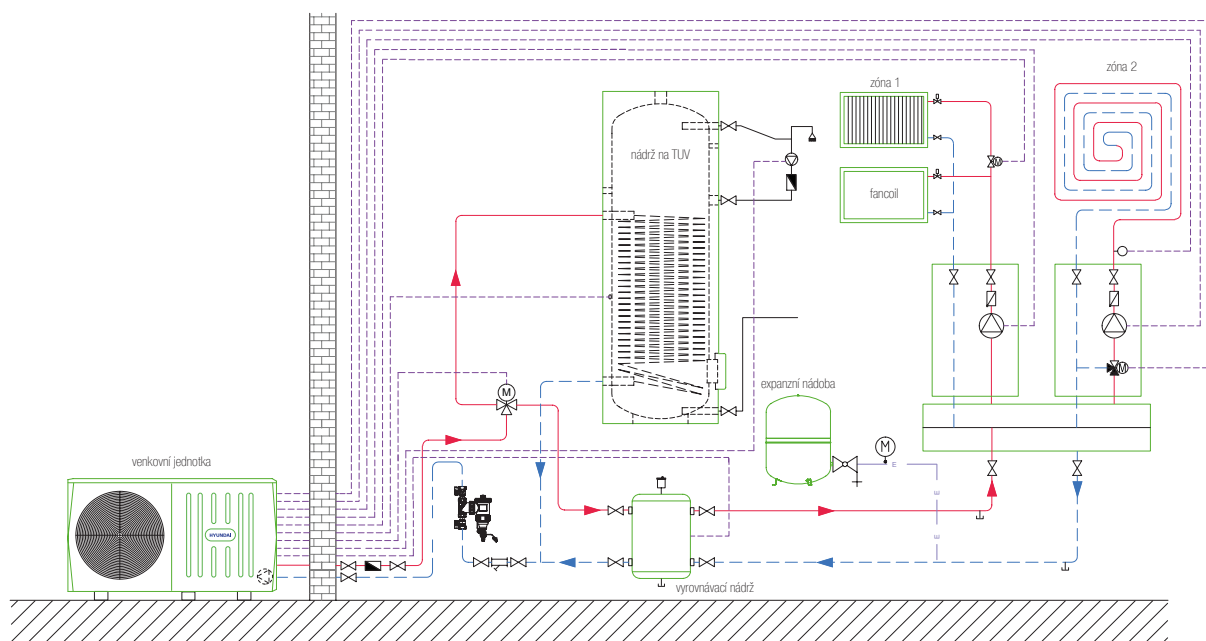 zóna 1
zóna 2
nádrž na TUV
fancoil
M
M
M
expanzní nádoba
M
E
E
E
venkovní jednotka
HYUNDAI
vyrovnávací nádrž